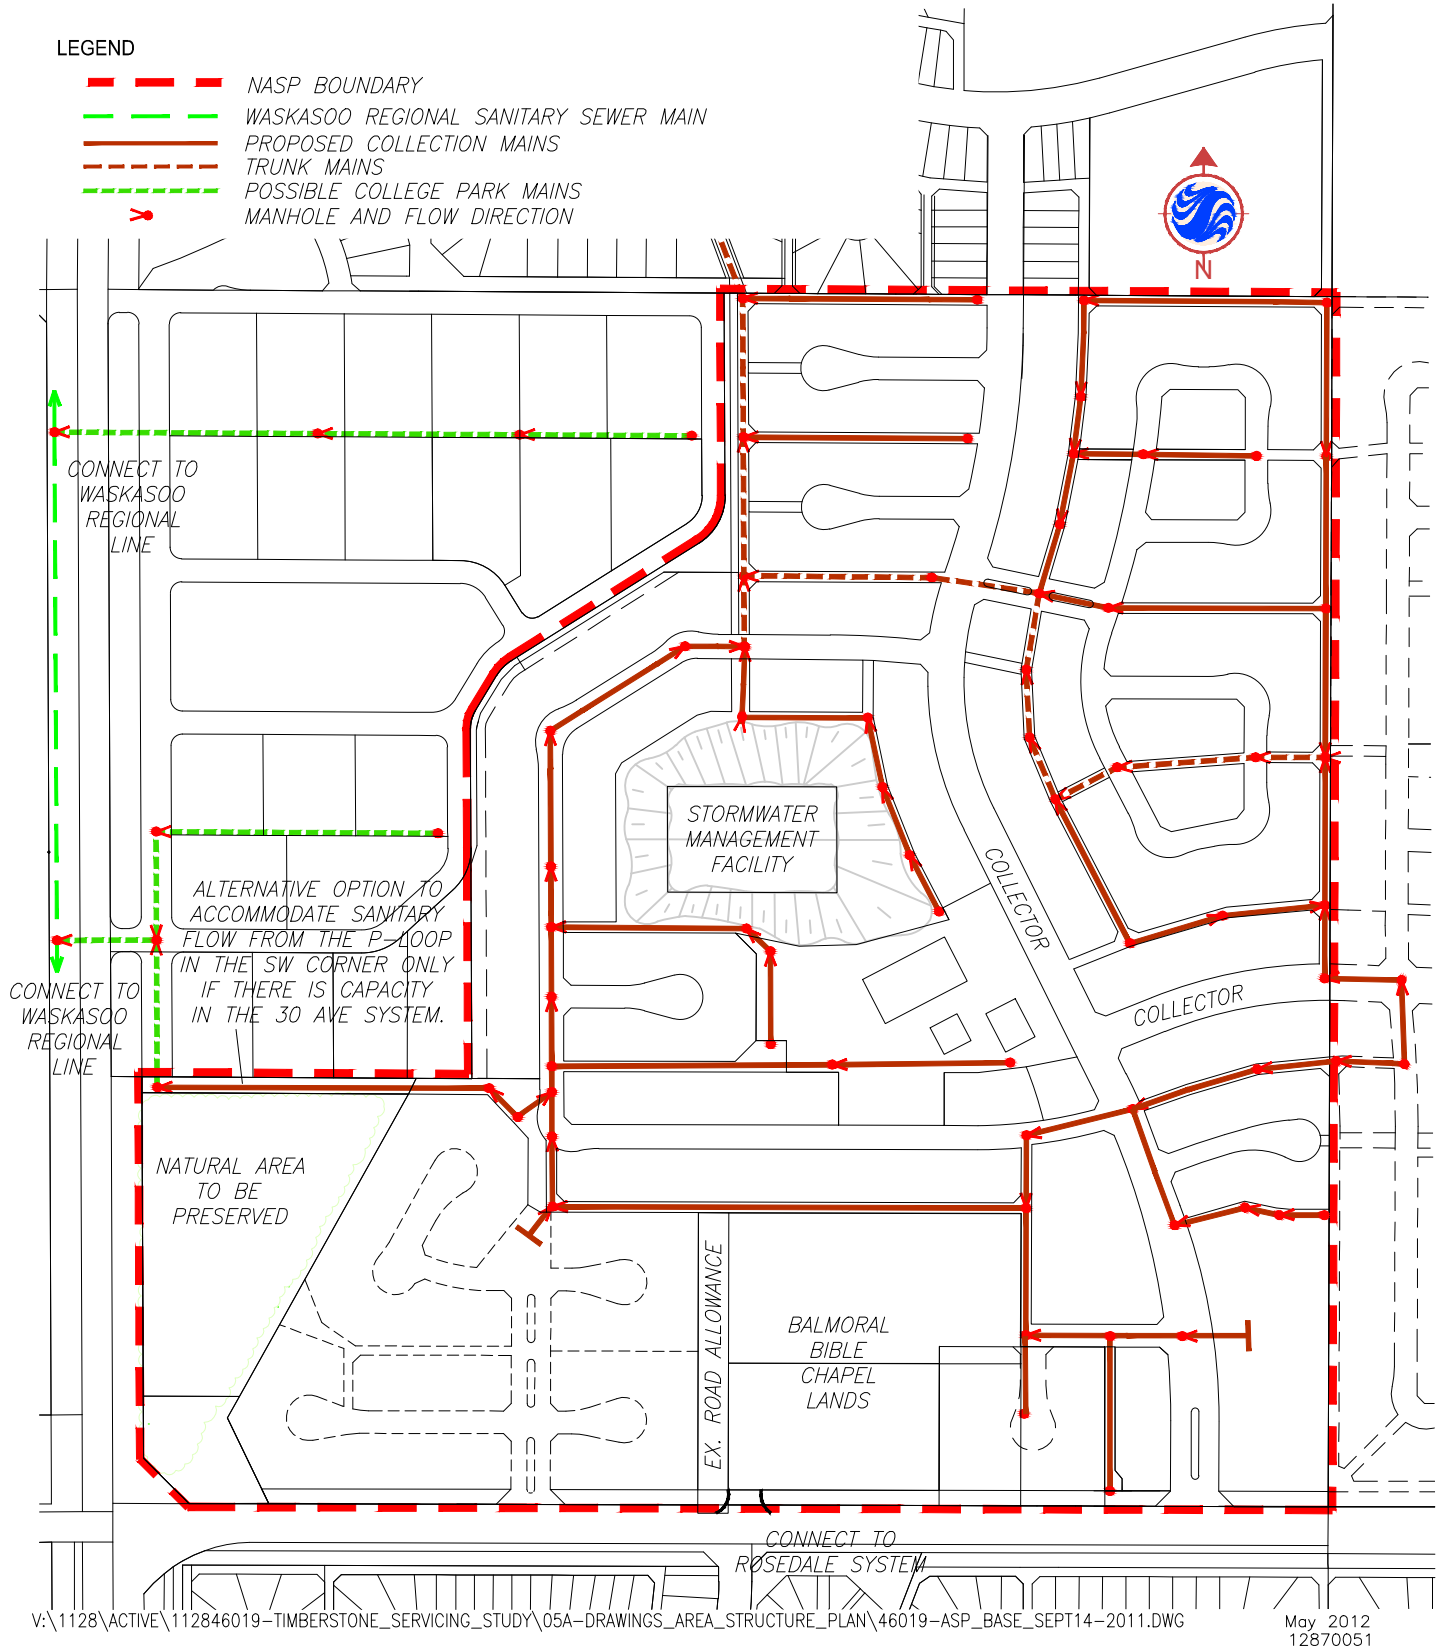 LEGEND
NASP BOUNDARY
WASKASOO REGIONAL SANITARY SEWER MAIN
PROPOSED COLLECTION MAINS
TRUNK MAINS
POSSIBLE COLLEGE PARK MAINS
MANHOLE AND FLOW DIRECTION
N
CONNECT TO
WASKASOO
REGIONAL
LINE
STORMWATER
MANAGEMENT
FACILITY
COLLECTOR
ALTERNATIVE OPTION TO
ACCOMMODATE SANITARY
FLOW FROM THE P-LOOP
IN THE SW CORNER ONLY
IF THERE IS CAPACITY
IN THE 30 AVE SYSTEM.
CONNECT TO
WASKASOO
REGIONAL
LINE
COLLECTOR
NATURAL AREA
TO BE
PRESERVED
EX. ROAD ALLOWANCE
BALMORAL
BIBLE
CHAPEL
LANDS
CONNECT TO
ROSEDALE SYSTEM
V:\1128\ACTIVE\112846019-TIMBERSTONE_SERVICING_STUDY\05A-DRAWINGS_AREA_STRUCTURE_PLAN\46019-ASP_BASE_SEPT14-2011.DWG
May 2012
12870051